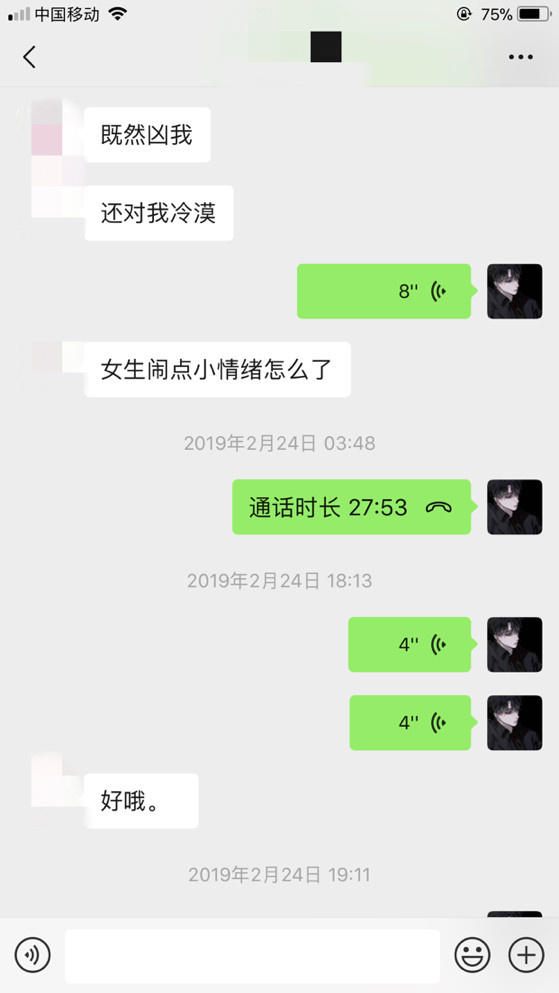 中国移动 75%
既然凶我
还对我冷漠
8"
女生闹点小情绪怎么了
2019年2月24日 03:48
通话时长 27:53
2019年2月24日 18:13
4"
4"
好哦。
2019年2月24日 19:11